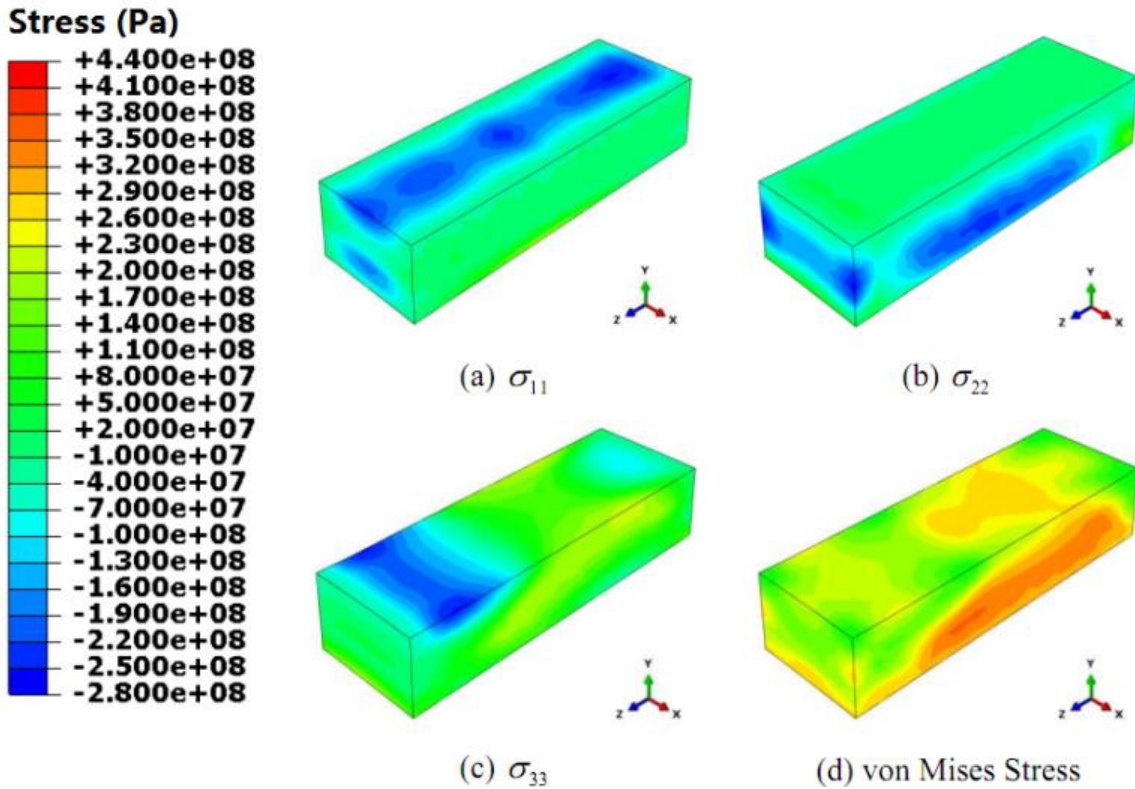 Stress (Pa)
+4.400e+08
+4.100e+08
+3.800e+08
+3.500e+08
+3.200e+08
+2.900e+08
+2.600e+08
+2.300e+08
+2.000e+08
+1.700e+08
+1.400e+08
+1.100e+08
+8.000e+07
+5.000e+07
+2.000e+07
-1.000e+07
-4.000e+07
-7.000e+07
-1.000e+08
-1.300e+08
-1.600e+08
-1.900e+08
-2.200e+08
-2.500e+08
-2.800e+08
Y
Z X
Y
Z X
(a) σ₁₁
(b) σ₂₂
Y
Z X
Y
Z X
(c) σ₃₃
(d) von Mises Stress